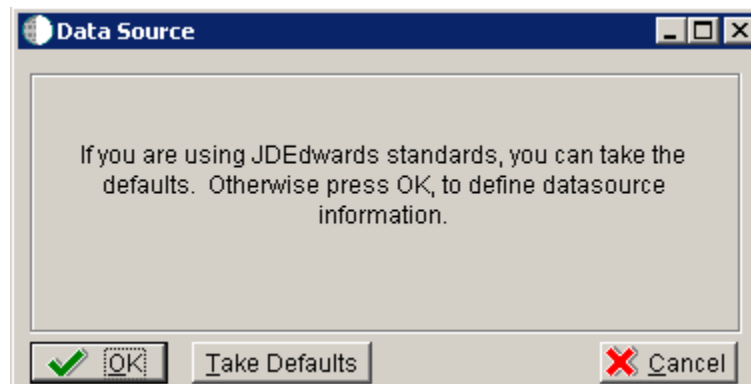 Data Source
If you are using JDEdwards standards, you can take the
defaults. Otherwise press OK, to define datasource
information.
OK
Take Defaults
Cancel